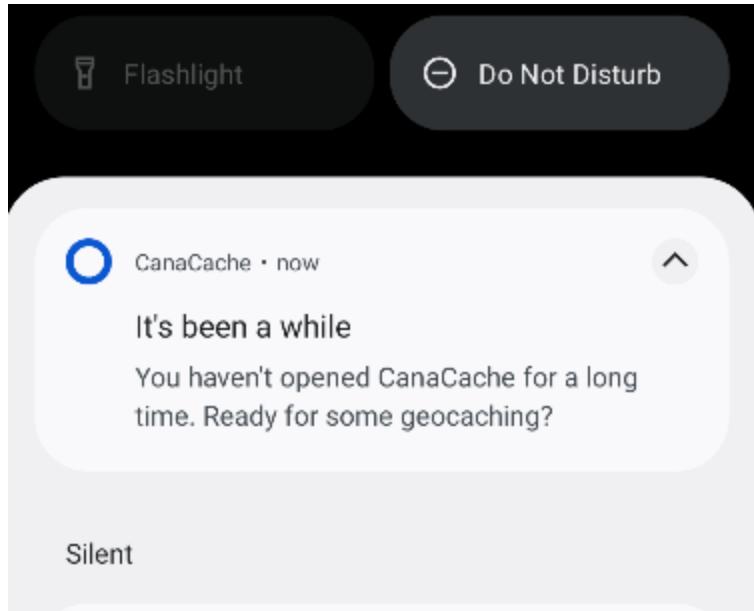 Flashlight
Do Not Disturb
CanaCache • now
It's been a while
You haven't opened CanaCache for a long
time. Ready for some geocaching?
Silent